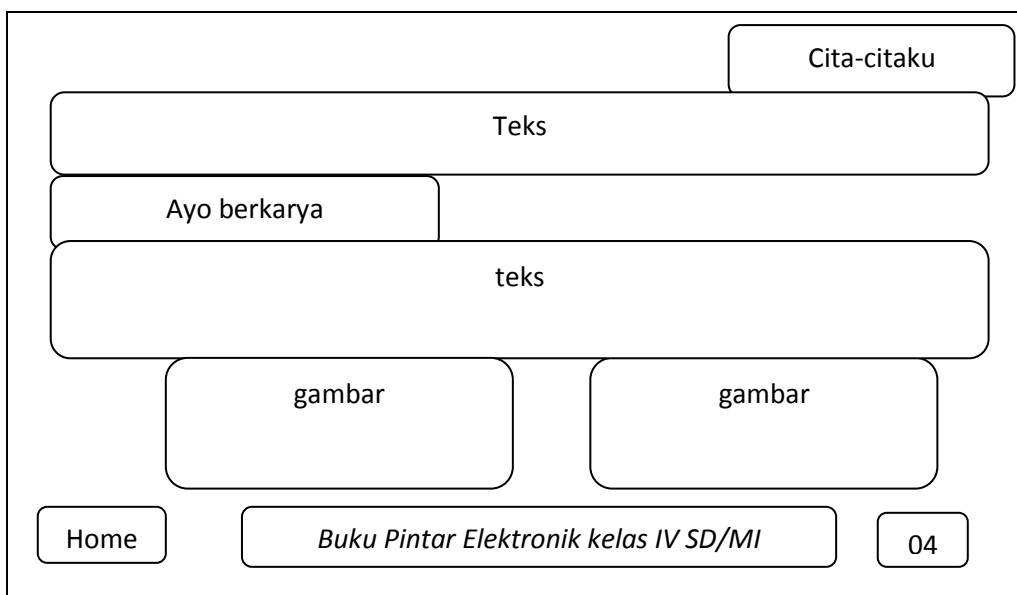 Cita-citaku
Teks
Ayo berkarya
teks
gambar gambar
Home Buku Pintar Elektronik kelas IV SD/MI 04